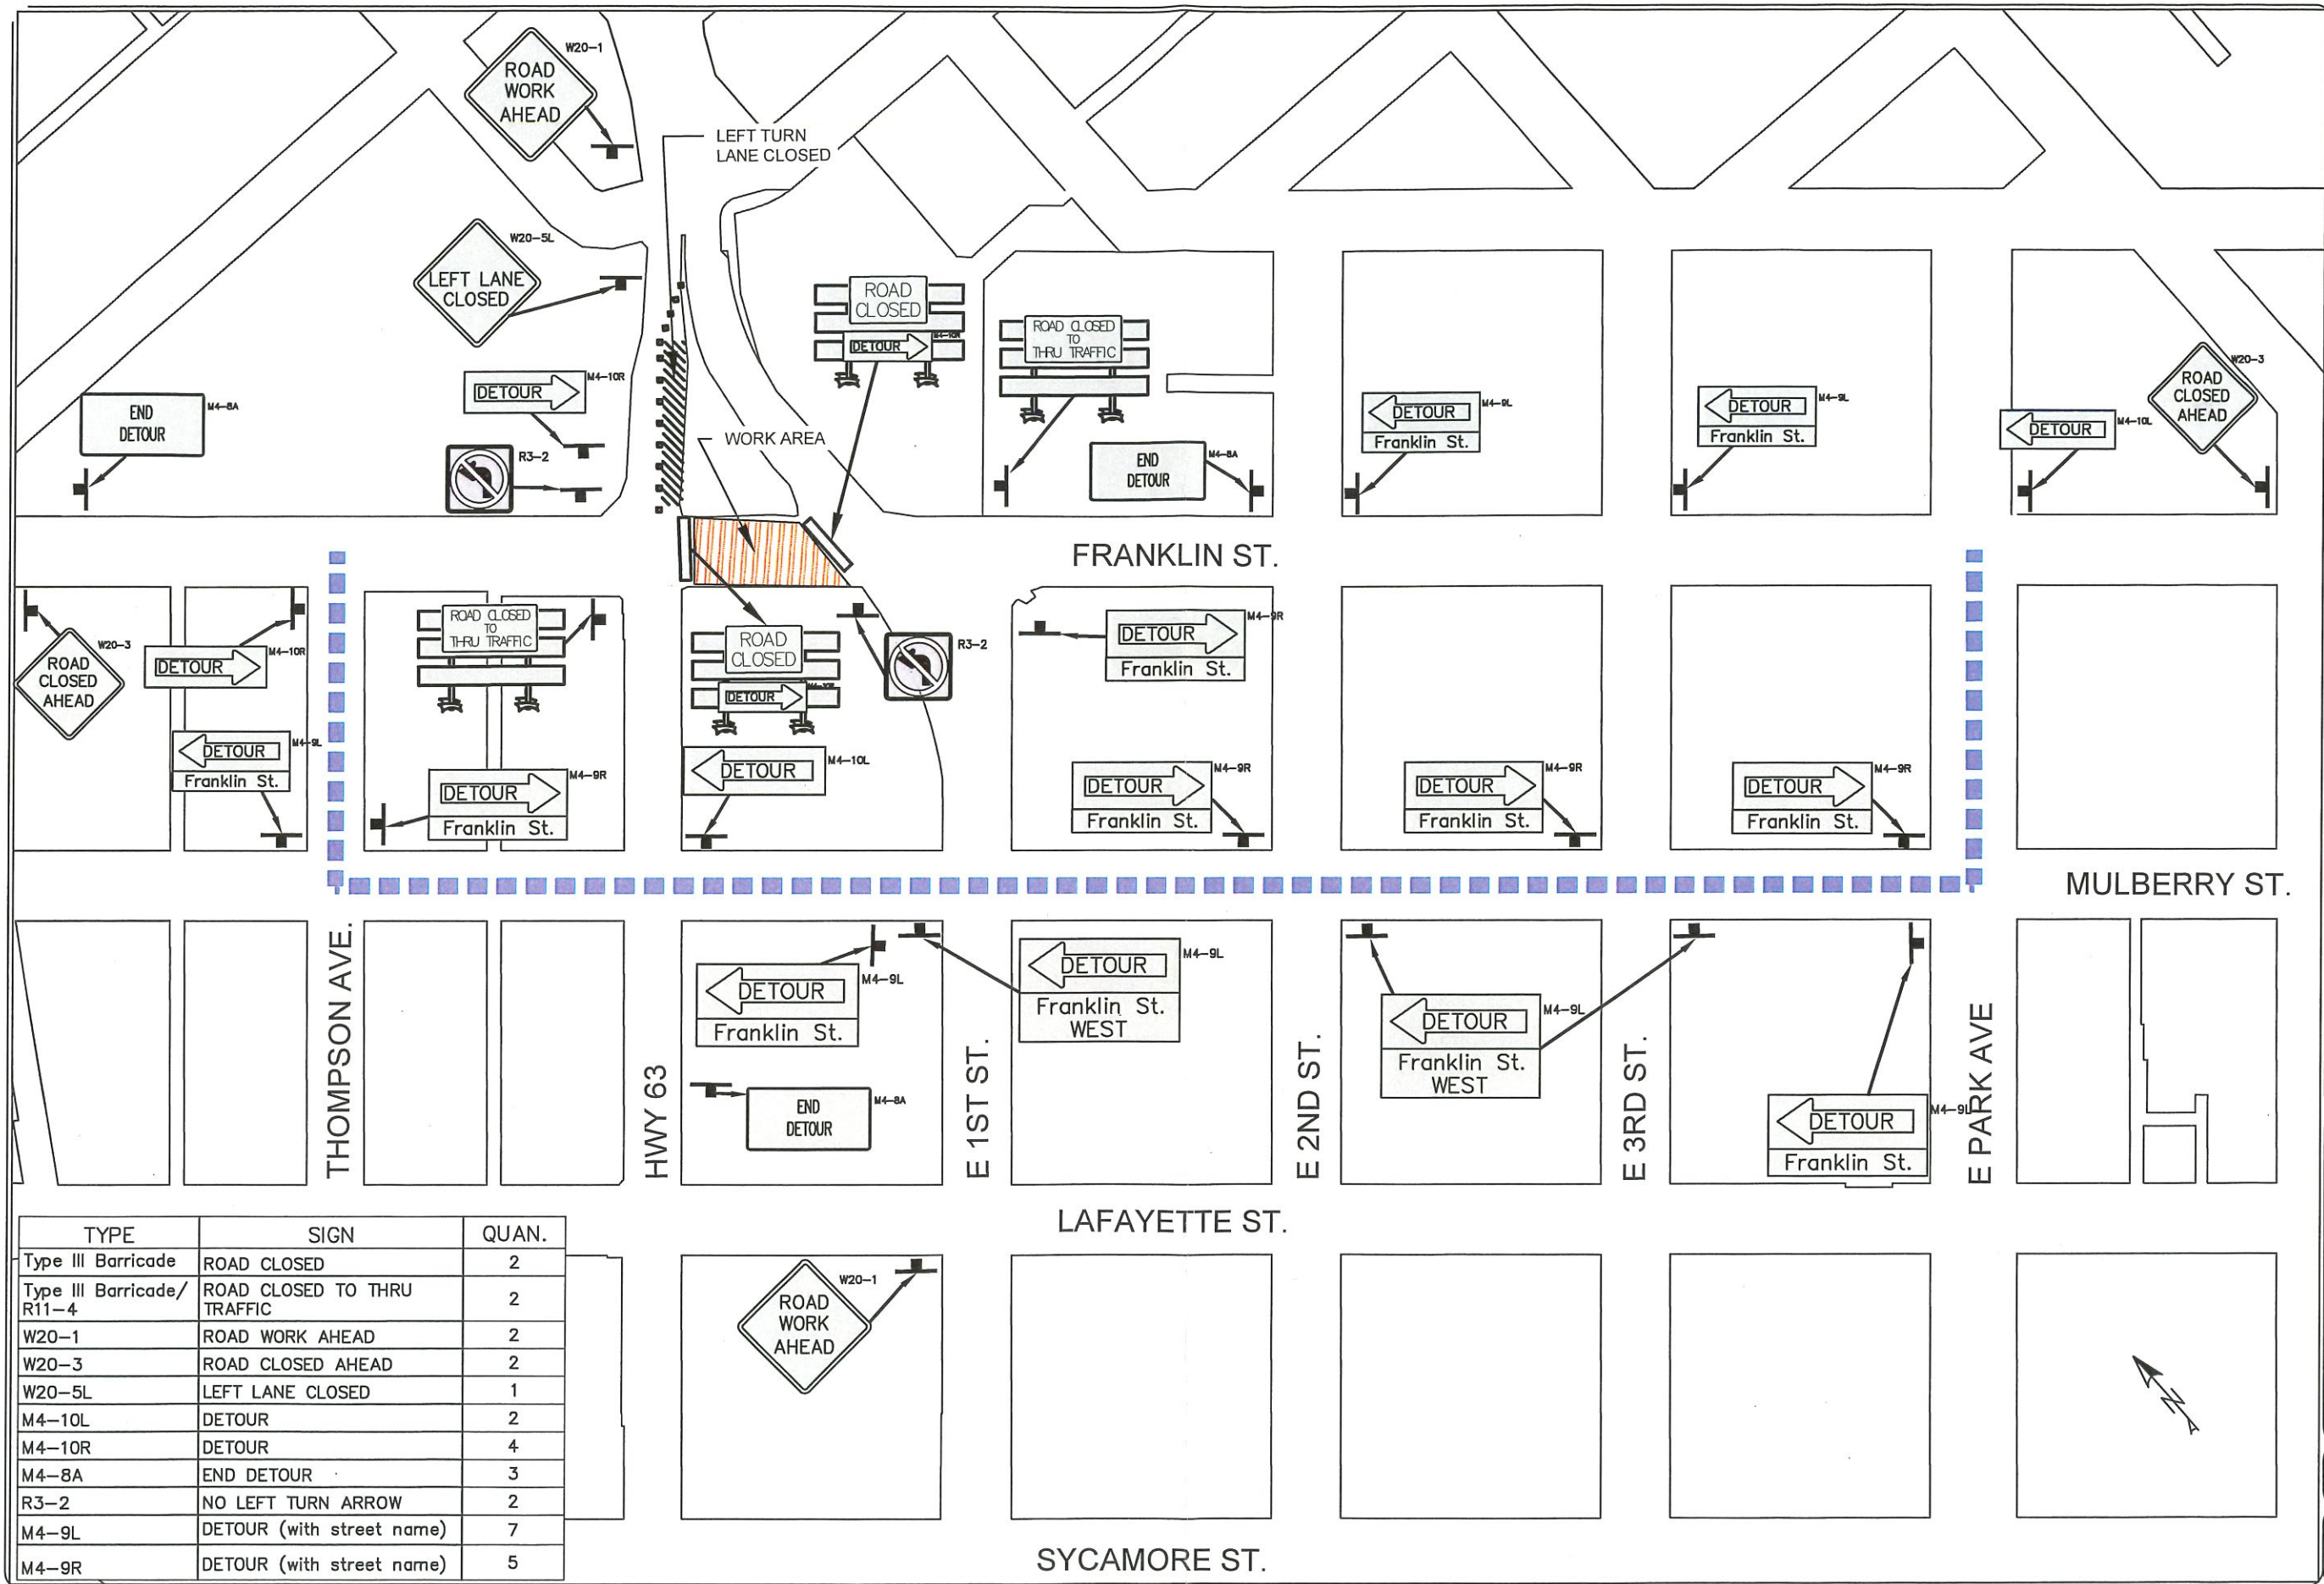 W20-1
ROAD
WORK
AHEAD
LEFT TURN
LANE CLOSED
W20-5L
LEFT LANE
CLOSED
ROAD
CLOSED
M4-10R
DETOUR
ROAD CLOSED
TO
THRU TRAFFIC
W20-3
ROAD
CLOSED
AHEAD
END
DETOUR
M4-8A
DETOUR
M4-10R
R3-2
WORK AREA
END
DETOUR
M4-8A
DETOUR
M4-9L
Franklin St.
DETOUR
M4-9L
Franklin St.
DETOUR
M4-10L
FRANKLIN ST.
W20-3
ROAD
CLOSED
AHEAD
DETOUR
M4-10R
DETOUR
M4-9L
Franklin St.
ROAD CLOSED
TO
THRU TRAFFIC
DETOUR
M4-9R
Franklin St.
ROAD
CLOSED
DETOUR
M4-10R
R3-2
DETOUR
M4-10L
DETOUR
M4-9R
Franklin St.
DETOUR
M4-9R
Franklin St.
DETOUR
M4-9R
Franklin St.
DETOUR
M4-9R
Franklin St.
MULBERRY ST.
THOMPSON AVE.
HWY 63
DETOUR
M4-9L
Franklin St.
END
DETOUR
M4-8A
E 1ST ST.
DETOUR
M4-9L
Franklin St.
WEST
E 2ND ST.
DETOUR
M4-9L
Franklin St.
WEST
E 3RD ST.
DETOUR
M4-9L
Franklin St.
E PARK AVE
LAFAYETTE ST.
W20-1
ROAD
WORK
AHEAD
N
SYCAMORE ST.
TYPE SIGN QUAN.
Type III Barricade ROAD CLOSED 2
Type III Barricade/ ROAD CLOSED TO THRU 2
R11-4 TRAFFIC
W20-1 ROAD WORK AHEAD 2
W20-3 ROAD CLOSED AHEAD 2
W20-5L LEFT LANE CLOSED 1
M4-10L DETOUR 2
M4-10R DETOUR 4
M4-8A END DETOUR 3
R3-2 NO LEFT TURN ARROW 2
M4-9L DETOUR (with street name) 7
M4-9R DETOUR (with street name) 5